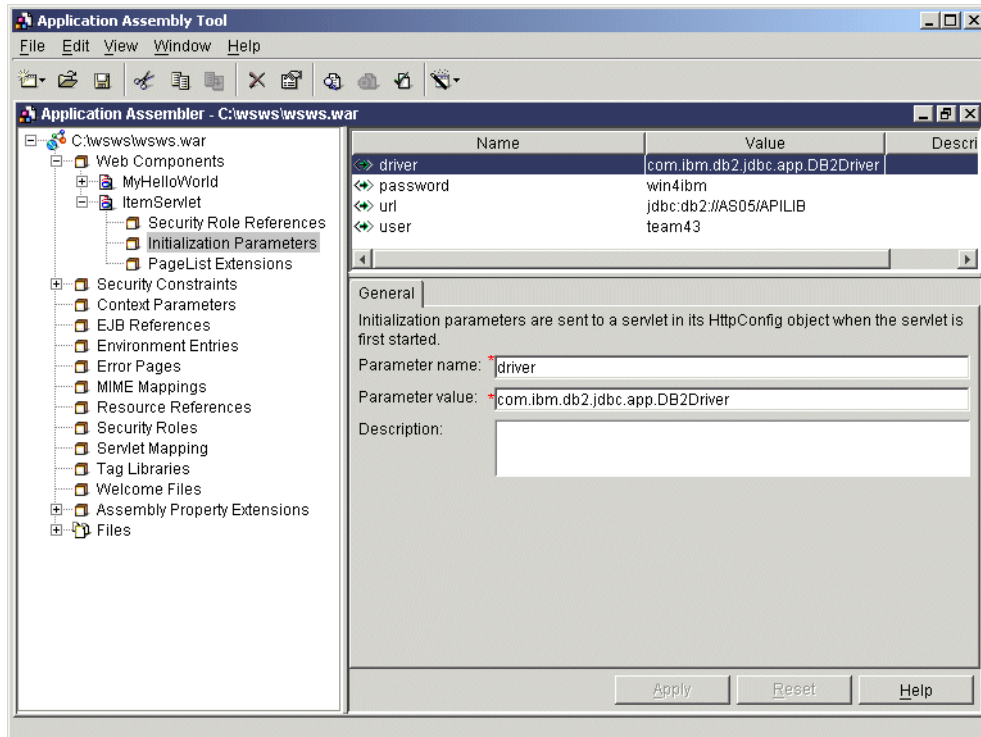 Application Assembly Tool
File Edit View Window Help
Application Assembler - C:\wsws\wsws.war
C:\wsws\wsws.war
Web Components
MyHelloWorld
ItemServlet
Security Role References
Initialization Parameters
PageList Extensions
Security Constraints
Context Parameters
EJB References
Environment Entries
Error Pages
MIME Mappings
Resource References
Security Roles
Servlet Mapping
Tag Libraries
Welcome Files
Assembly Property Extensions
Files
Name Value Descri
driver com.ibm.db2.jdbc.app.DB2Driver
password win4ibm
url jdbc:db2://AS05/APILIB
user team43
General
Initialization parameters are sent to a servlet in its HttpConfig object when the servlet is
first started.
Parameter name: *driver
Parameter value: *com.ibm.db2.jdbc.app.DB2Driver
Description:
Apply Reset Help